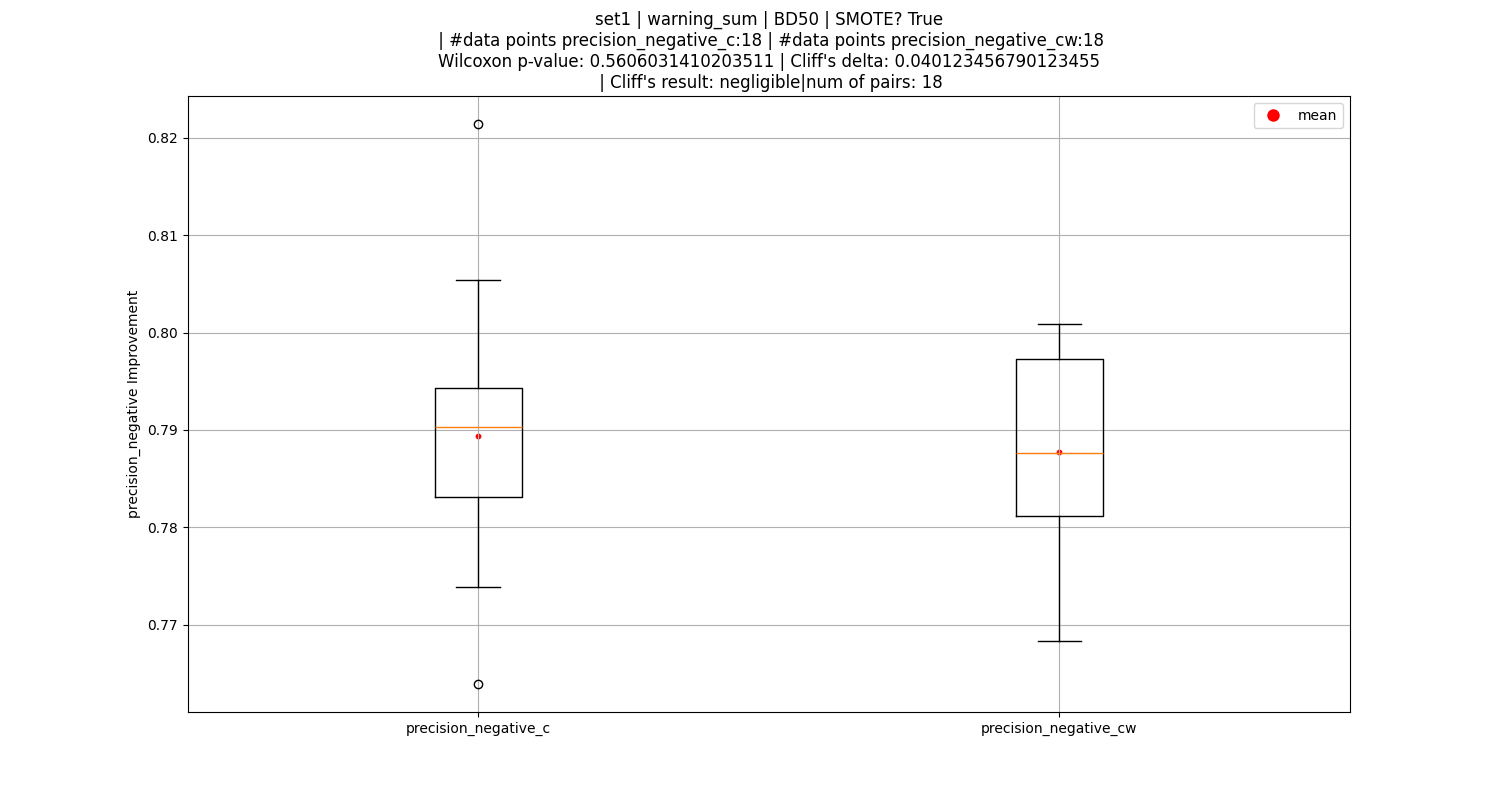 set1 | warning_sum | BD50 | SMOTE? True
| #data points precision_negative_c:18 | #data points precision_negative_cw:18
Wilcoxon p-value: 0.5606031410203511 | Cliff's delta: 0.040123456790123455
| Cliff's result: negligible|num of pairs: 18
mean
0.82
0.81
0.80
0.79
0.78
0.77
precision_negative Improvement
precision_negative_c
precision_negative_cw